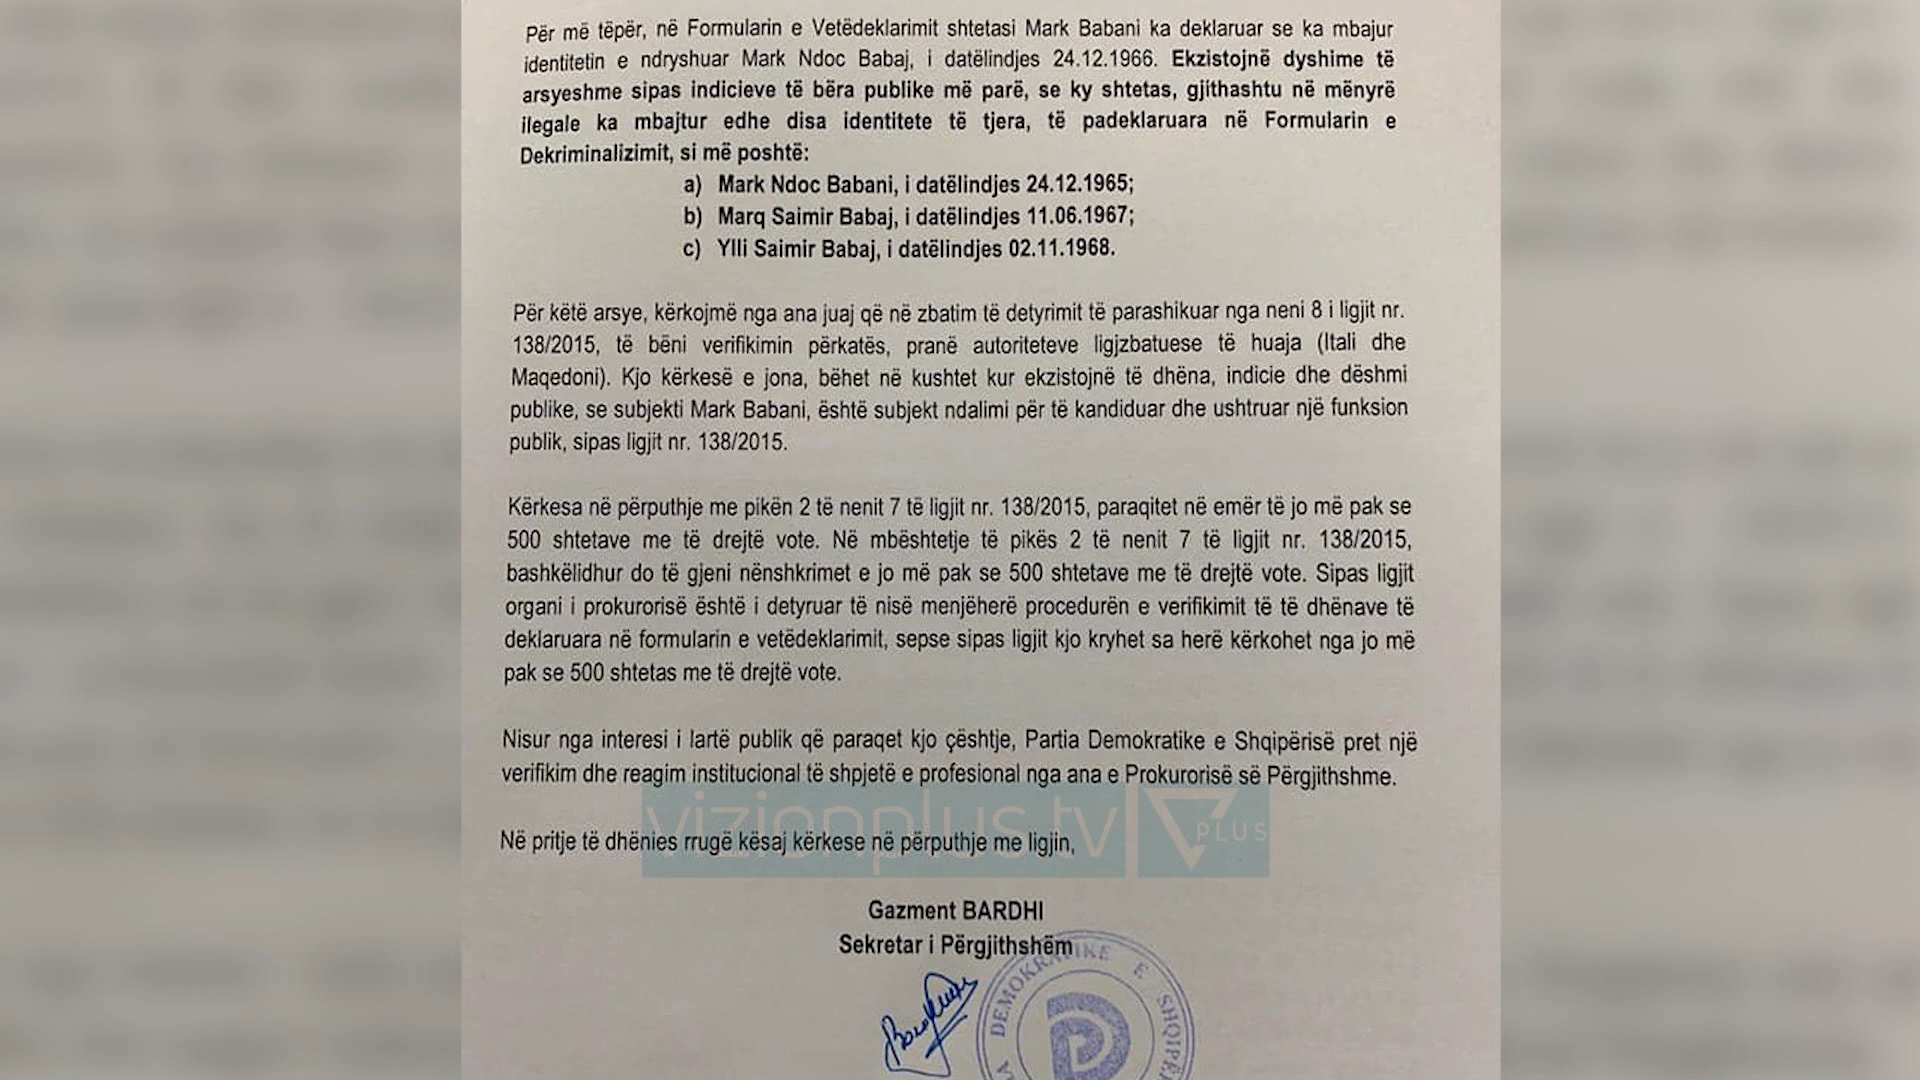 Për më tëpër, në Formularin e Vetëdeklarimit shtetasi Mark Babani ka deklaruar se ka mbajur
identitetin e ndryshuar Mark Ndoc Babaj, i datëlindjes 24.12.1966. Ekzistojnë dyshime të
arsyeshme sipas indicieve të bëra publike më parë, se ky shtetas, gjithashtu në mënyrë
ilegale ka mbajtur edhe disa identitete të tjera, të padeklaruara në Formularin e
Dekriminalizimit, si më poshtë:
a) Mark Ndoc Babani, i datëlindjes 24.12.1965;
b) Marq Saimir Babaj, i datëlindjes 11.06.1967;
c) Ylli Saimir Babaj, i datëlindjes 02.11.1968.
Për këtë arsye, kërkojmë nga ana juaj që në zbatim të detyrimit të parashikuar nga neni 8 i ligjit nr.
138/2015, të bëni verifikimin përkatës, pranë autoriteteve ligjzbatuese të huaja (Itali dhe
Maqedoni). Kjo kërkesë e jona, bëhet në kushtet kur ekzistojnë të dhëna, indicie dhe dëshmi
publike, se subjekti Mark Babani, është subjekt ndalimi për të kandiduar dhe ushtruar një funksion
publik, sipas ligjit nr. 138/2015.
Kërkesa në përputhje me pikën 2 të nenit 7 të ligjit nr. 138/2015, paraqitet në emër të jo më pak se
500 shtetave me të drejtë vote. Në mbështetje të pikës 2 të nenit 7 të ligjit nr. 138/2015,
bashkëlidhur do të gjeni nënshkrimet e jo më pak se 500 shtetave me të drejtë vote. Sipas ligjit
organi i prokurorisë është i detyruar të nisë menjëherë procedurën e verifikimit të të dhënave të
deklaruara në formularin e vetëdeklarimit, sepse sipas ligjit kjo kryhet sa herë kërkohet nga jo më
pak se 500 shtetas me të drejtë vote.
Nisur nga interesi i lartë publik që paraqet kjo çështje, Partia Demokratike e Shqipërisë pret një
verifikim dhe reagim institucional të shpjetë e profesional nga ana e Prokurorisë së Përgjithshme.
vizionplus.tv PLUS
Në pritje të dhënies rrugë kësaj kërkese në përputhje me ligjin,
Gazment BARDHI
Sekretar i Përgjithshëm
DEMOKRATIKE E SHQIPËR